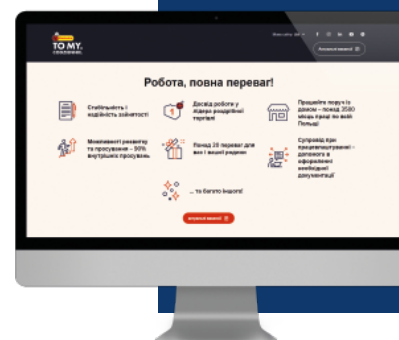 TO MY.
Робота, повна переваг!
Стабільність і
надійність зайнятості
Досвід роботи у
лідера роздрібної
торгівлі
Працюйте поруч із
домом – понад 3500
місць праці по всій
Польщі
Можливості розвитку
та просування – 90%
внутрішніх просувань
Понад 20 переваг для
вас і вашої родини
Супровід при
працевлаштуванні –
допомога в
оформленні
необхідної
документації
... та багато іншого!